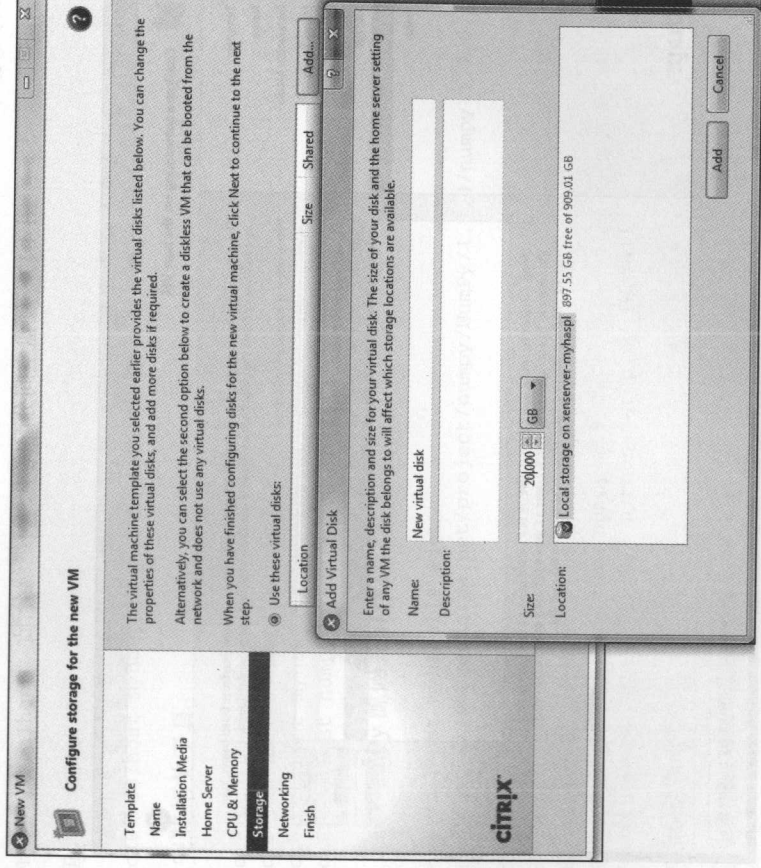 New VM
Configure storage for the new VM
?
Template
Name
Installation Media
Home Server
CPU & Memory
Storage
Networking
Finish
CİTRIX
The virtual machine template you selected earlier provides the virtual disks listed below. You can change the
properties of these virtual disks, and add more disks if required.
Alternatively, you can select the second option below to create a diskless VM that can be booted from the
network and does not use any virtual disks.
When you have finished configuring disks for the new virtual machine, click Next to continue to the next
step.
Use these virtual disks:
Location Size Shared
Add...
Add Virtual Disk
?
Enter a name, description and size for your virtual disk. The size of your disk and the home server setting
of any VM the disk belongs to will affect which storage locations are available.
Name: New virtual disk
Description:
Size: 20,000 GB
Location: Local storage on xenserver-myhaspl 897.55 GB free of 909.01 GB
Add Cancel